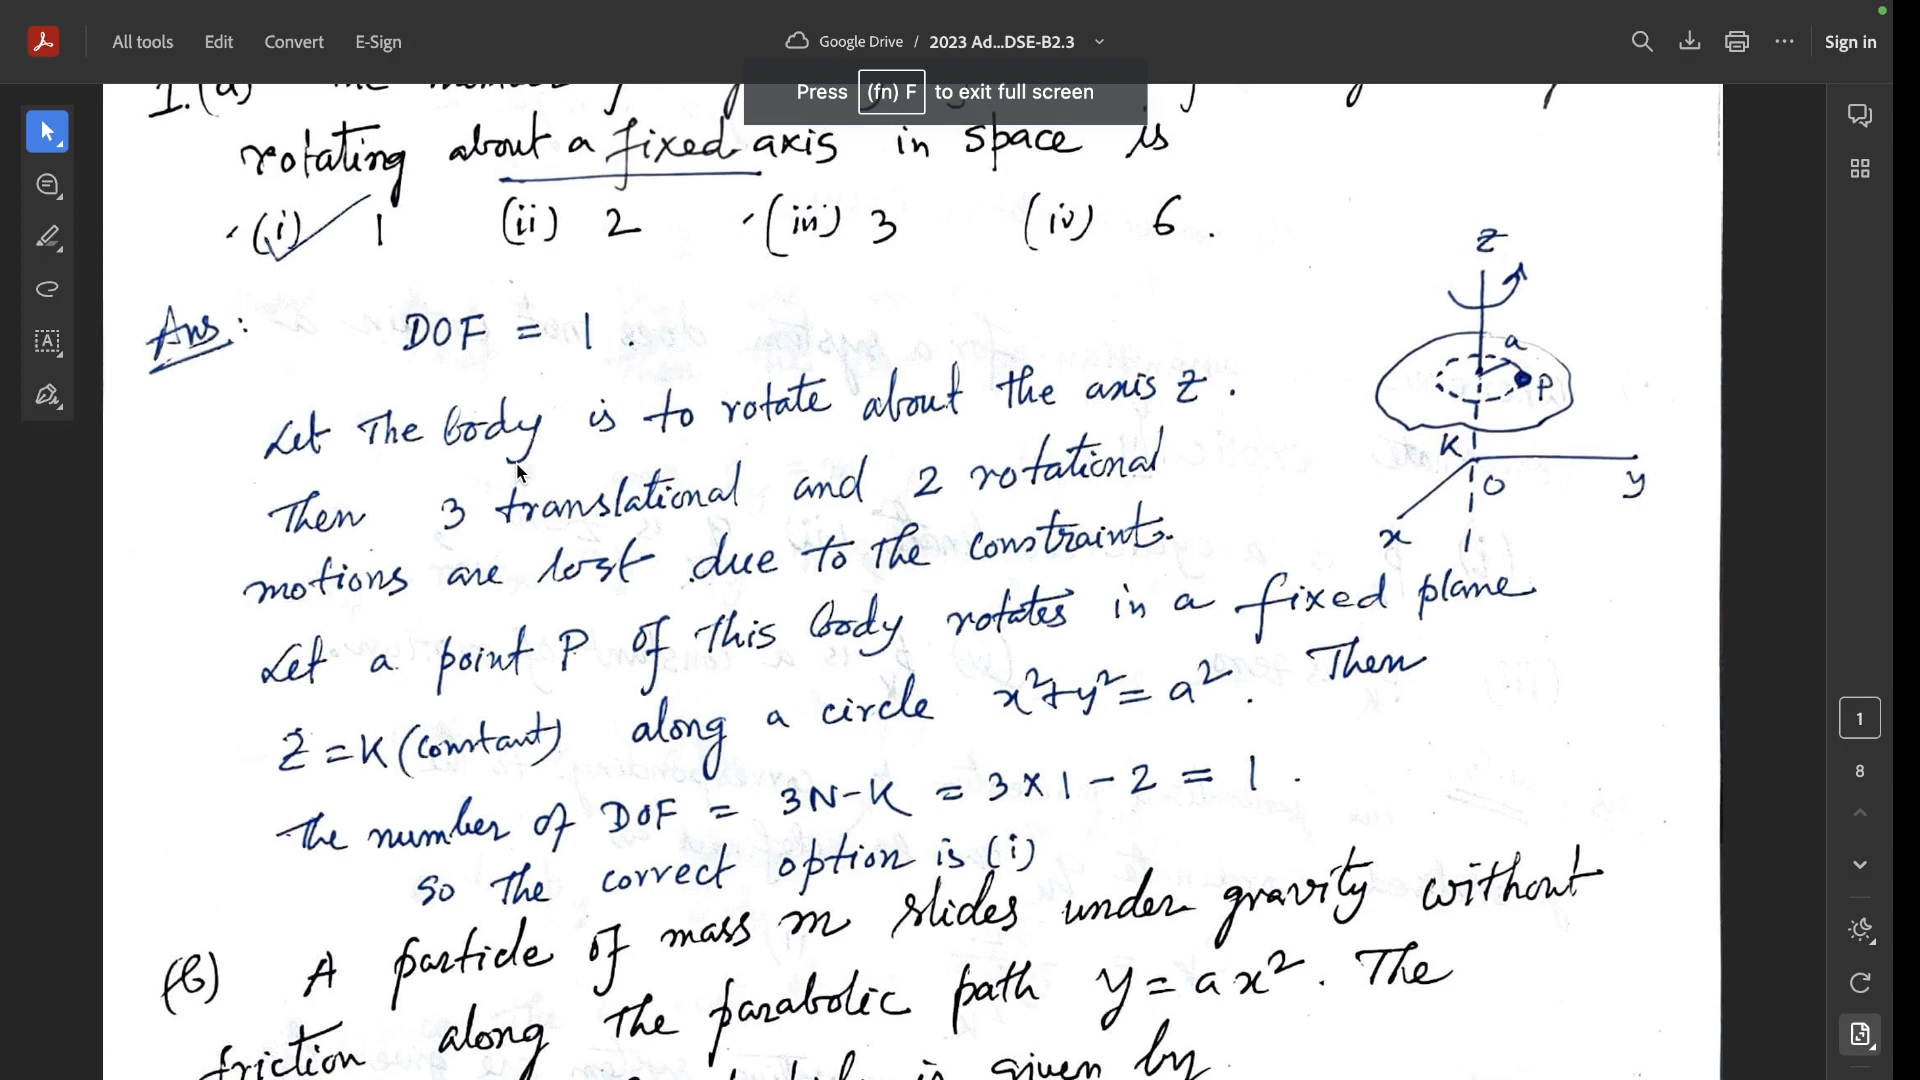 All tools Edit Convert E-Sign Google Drive / 2023 Ad...DSE-B2.3 Sign in
Press (fn) F to exit full screen
1. (a)
rotating about a fixed axis in space is
(i) 1 (ii) 2 (iii) 3 (iv) 6 .
Ans: DOF = 1 .
Let the body is to rotate about the axis Z .
Then 3 translational and 2 rotational
motions are lost due to the constraints.
Let a point P of this body rotates in a fixed plane
Z = K (constant) along a circle x²+y² = a² . Then
the number of DOF = 3N-K = 3×1-2 = 1 .
So the correct option is (i)
(b) A particle of mass m slides under gravity without
friction along the parabolic path y = ax² . The
is given by
Z
a
P
K
O
y
x
1
8